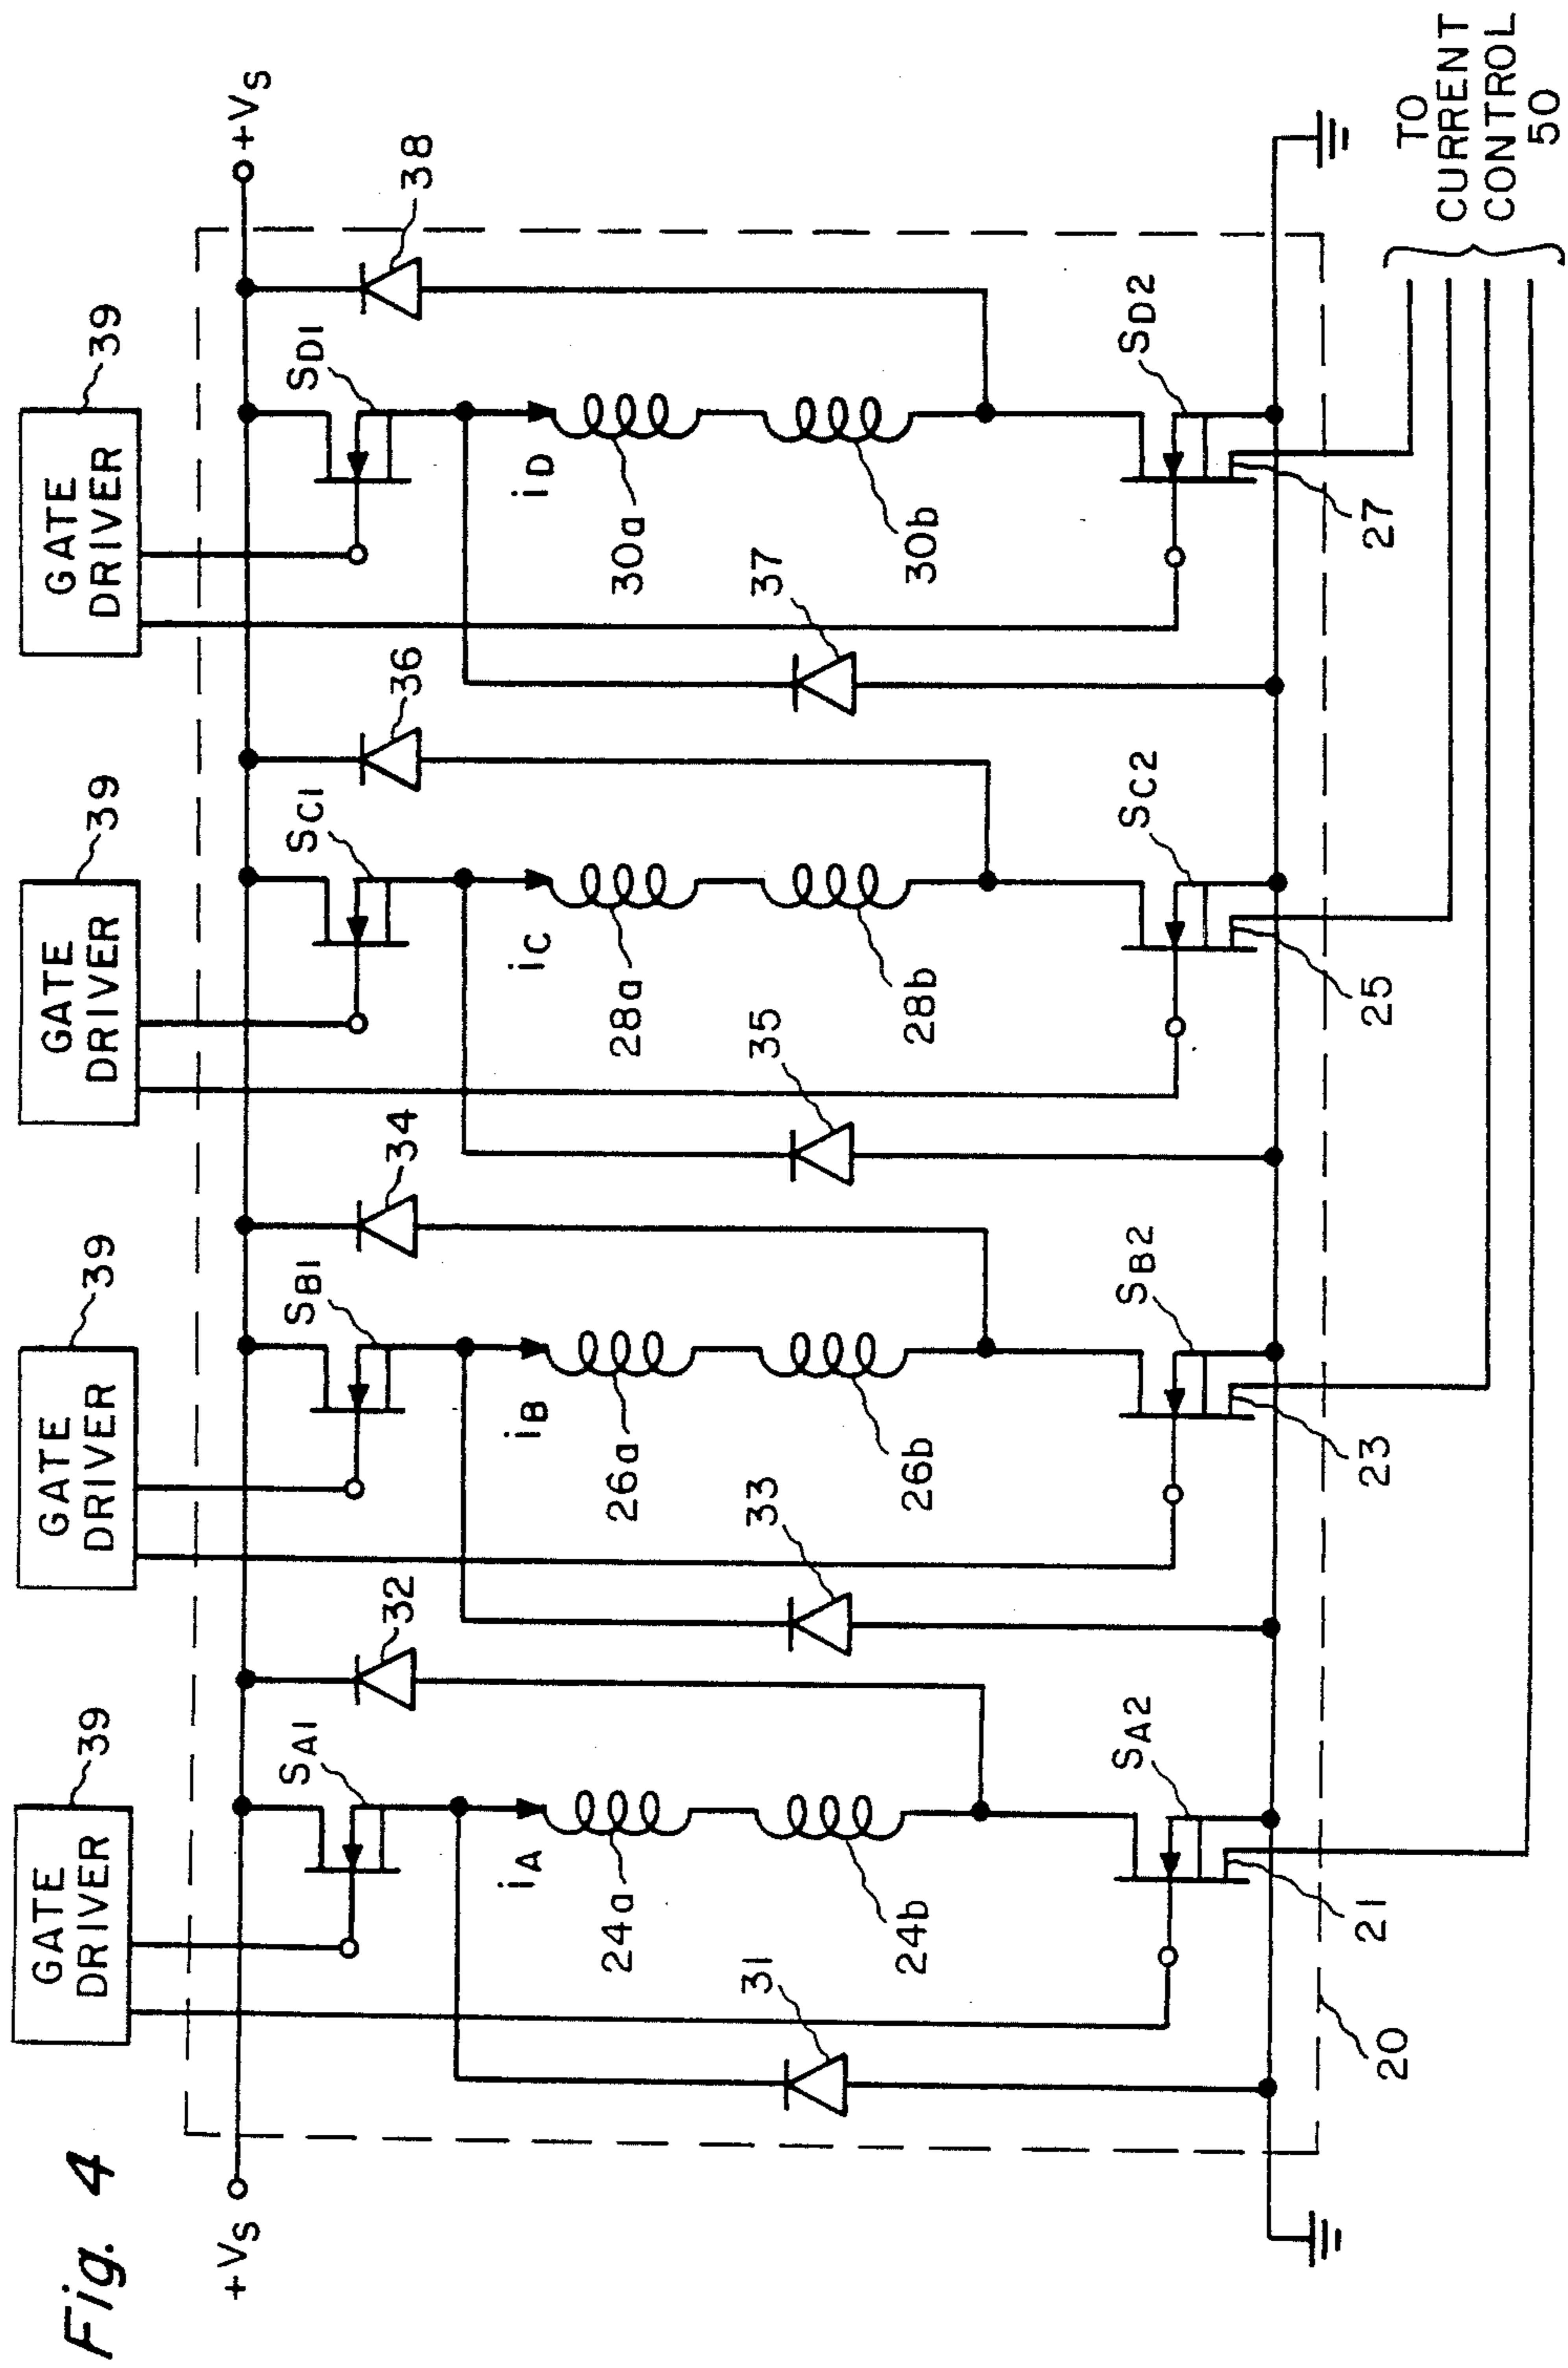 Fig. 4
GATE
DRIVER
39
GATE
DRIVER
39
GATE
DRIVER
39
GATE
DRIVER
39
+VS
+VS
SA1
32
SB1
34
SC1
36
SD1
38
iA
iB
iC
iD
24a
26a
28a
30a
31
33
35
37
24b
26b
28b
30b
SA2
SB2
SC2
SD2
21
23
25
27
20
TO
CURRENT
CONTROL
50